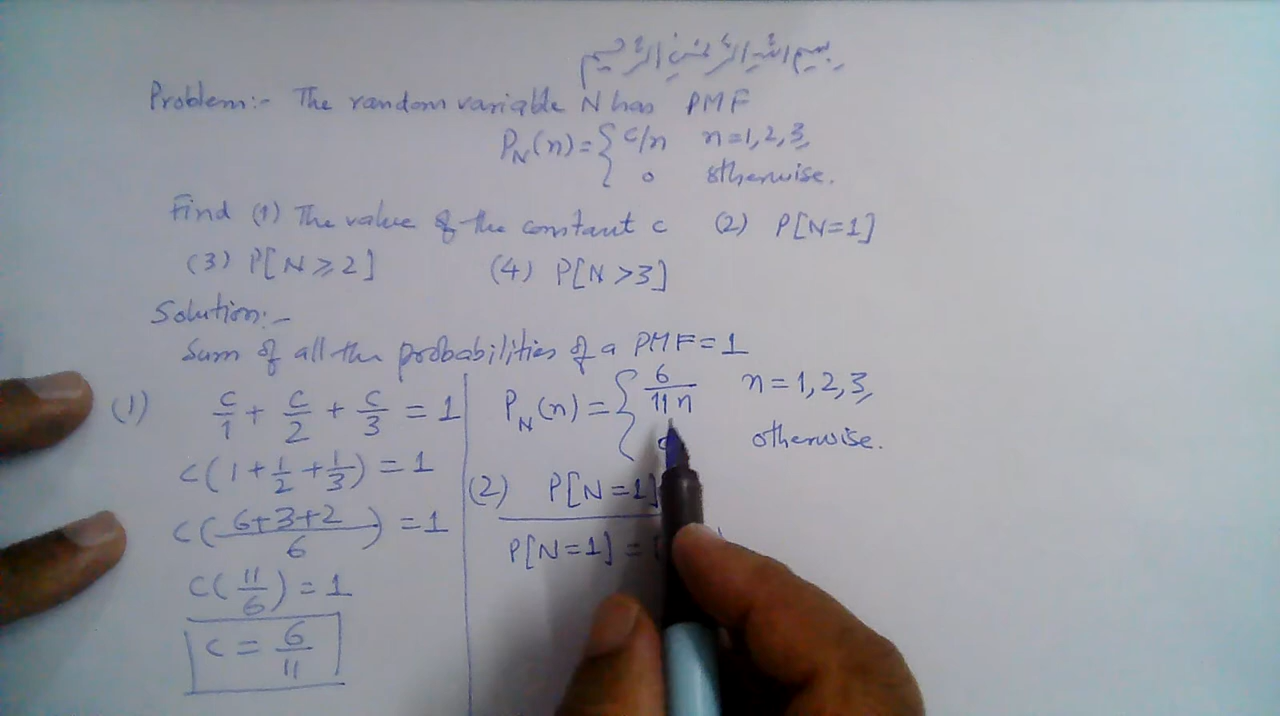 بسم الله الرحمن الرحيم
Problem:- The random variable N has PMF
P_N(n) = { c/n n=1,2,3,
0 otherwise.
Find (1) The value of the constant c (2) P[N=1]
(3) P[N⩾2] (4) P[N>3]
Solution:-
Sum of all the probabilities of a PMF=1
(1) c/1 + c/2 + c/3 = 1
c(1+1/2+1/3) = 1
c((6+3+2)/6) = 1
c(11/6) = 1
c = 6/11
P_N(n) = { 6/11n n=1,2,3,
otherwise.
(2) P[N=1]
P[N=1] =